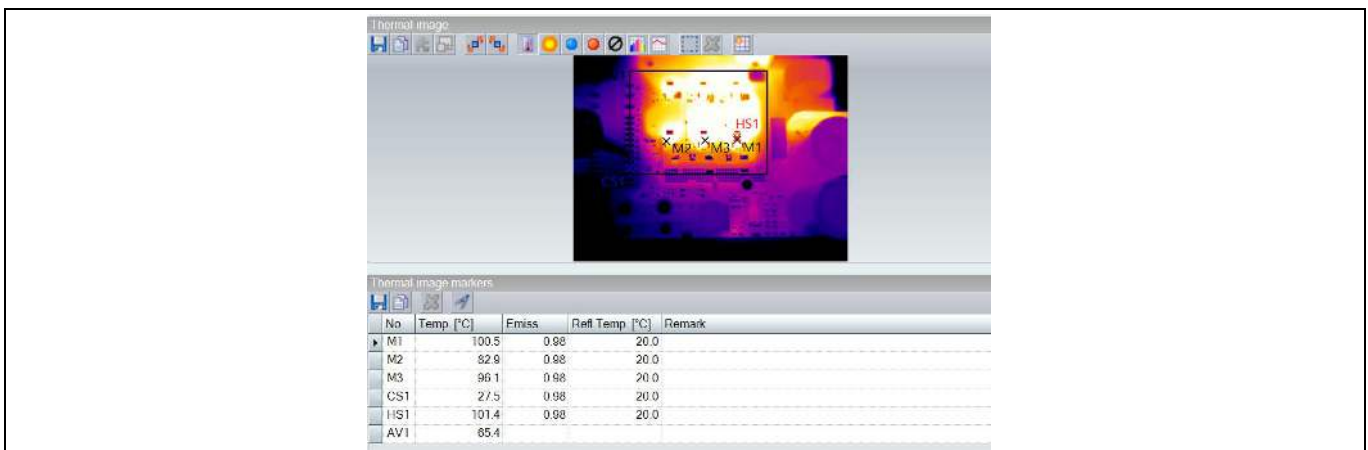 Thermal image
HS1
M2 M3 M1
CS1
Thermal image markers
No Temp. [°C] Emiss. Refl Temp. [°C] Remark
M1 100.5 0.98 20.0
M2 82.9 0.98 20.0
M3 96.1 0.98 20.0
CS1 27.5 0.98 20.0
HS1 101.4 0.98 20.0
AV1 65.4